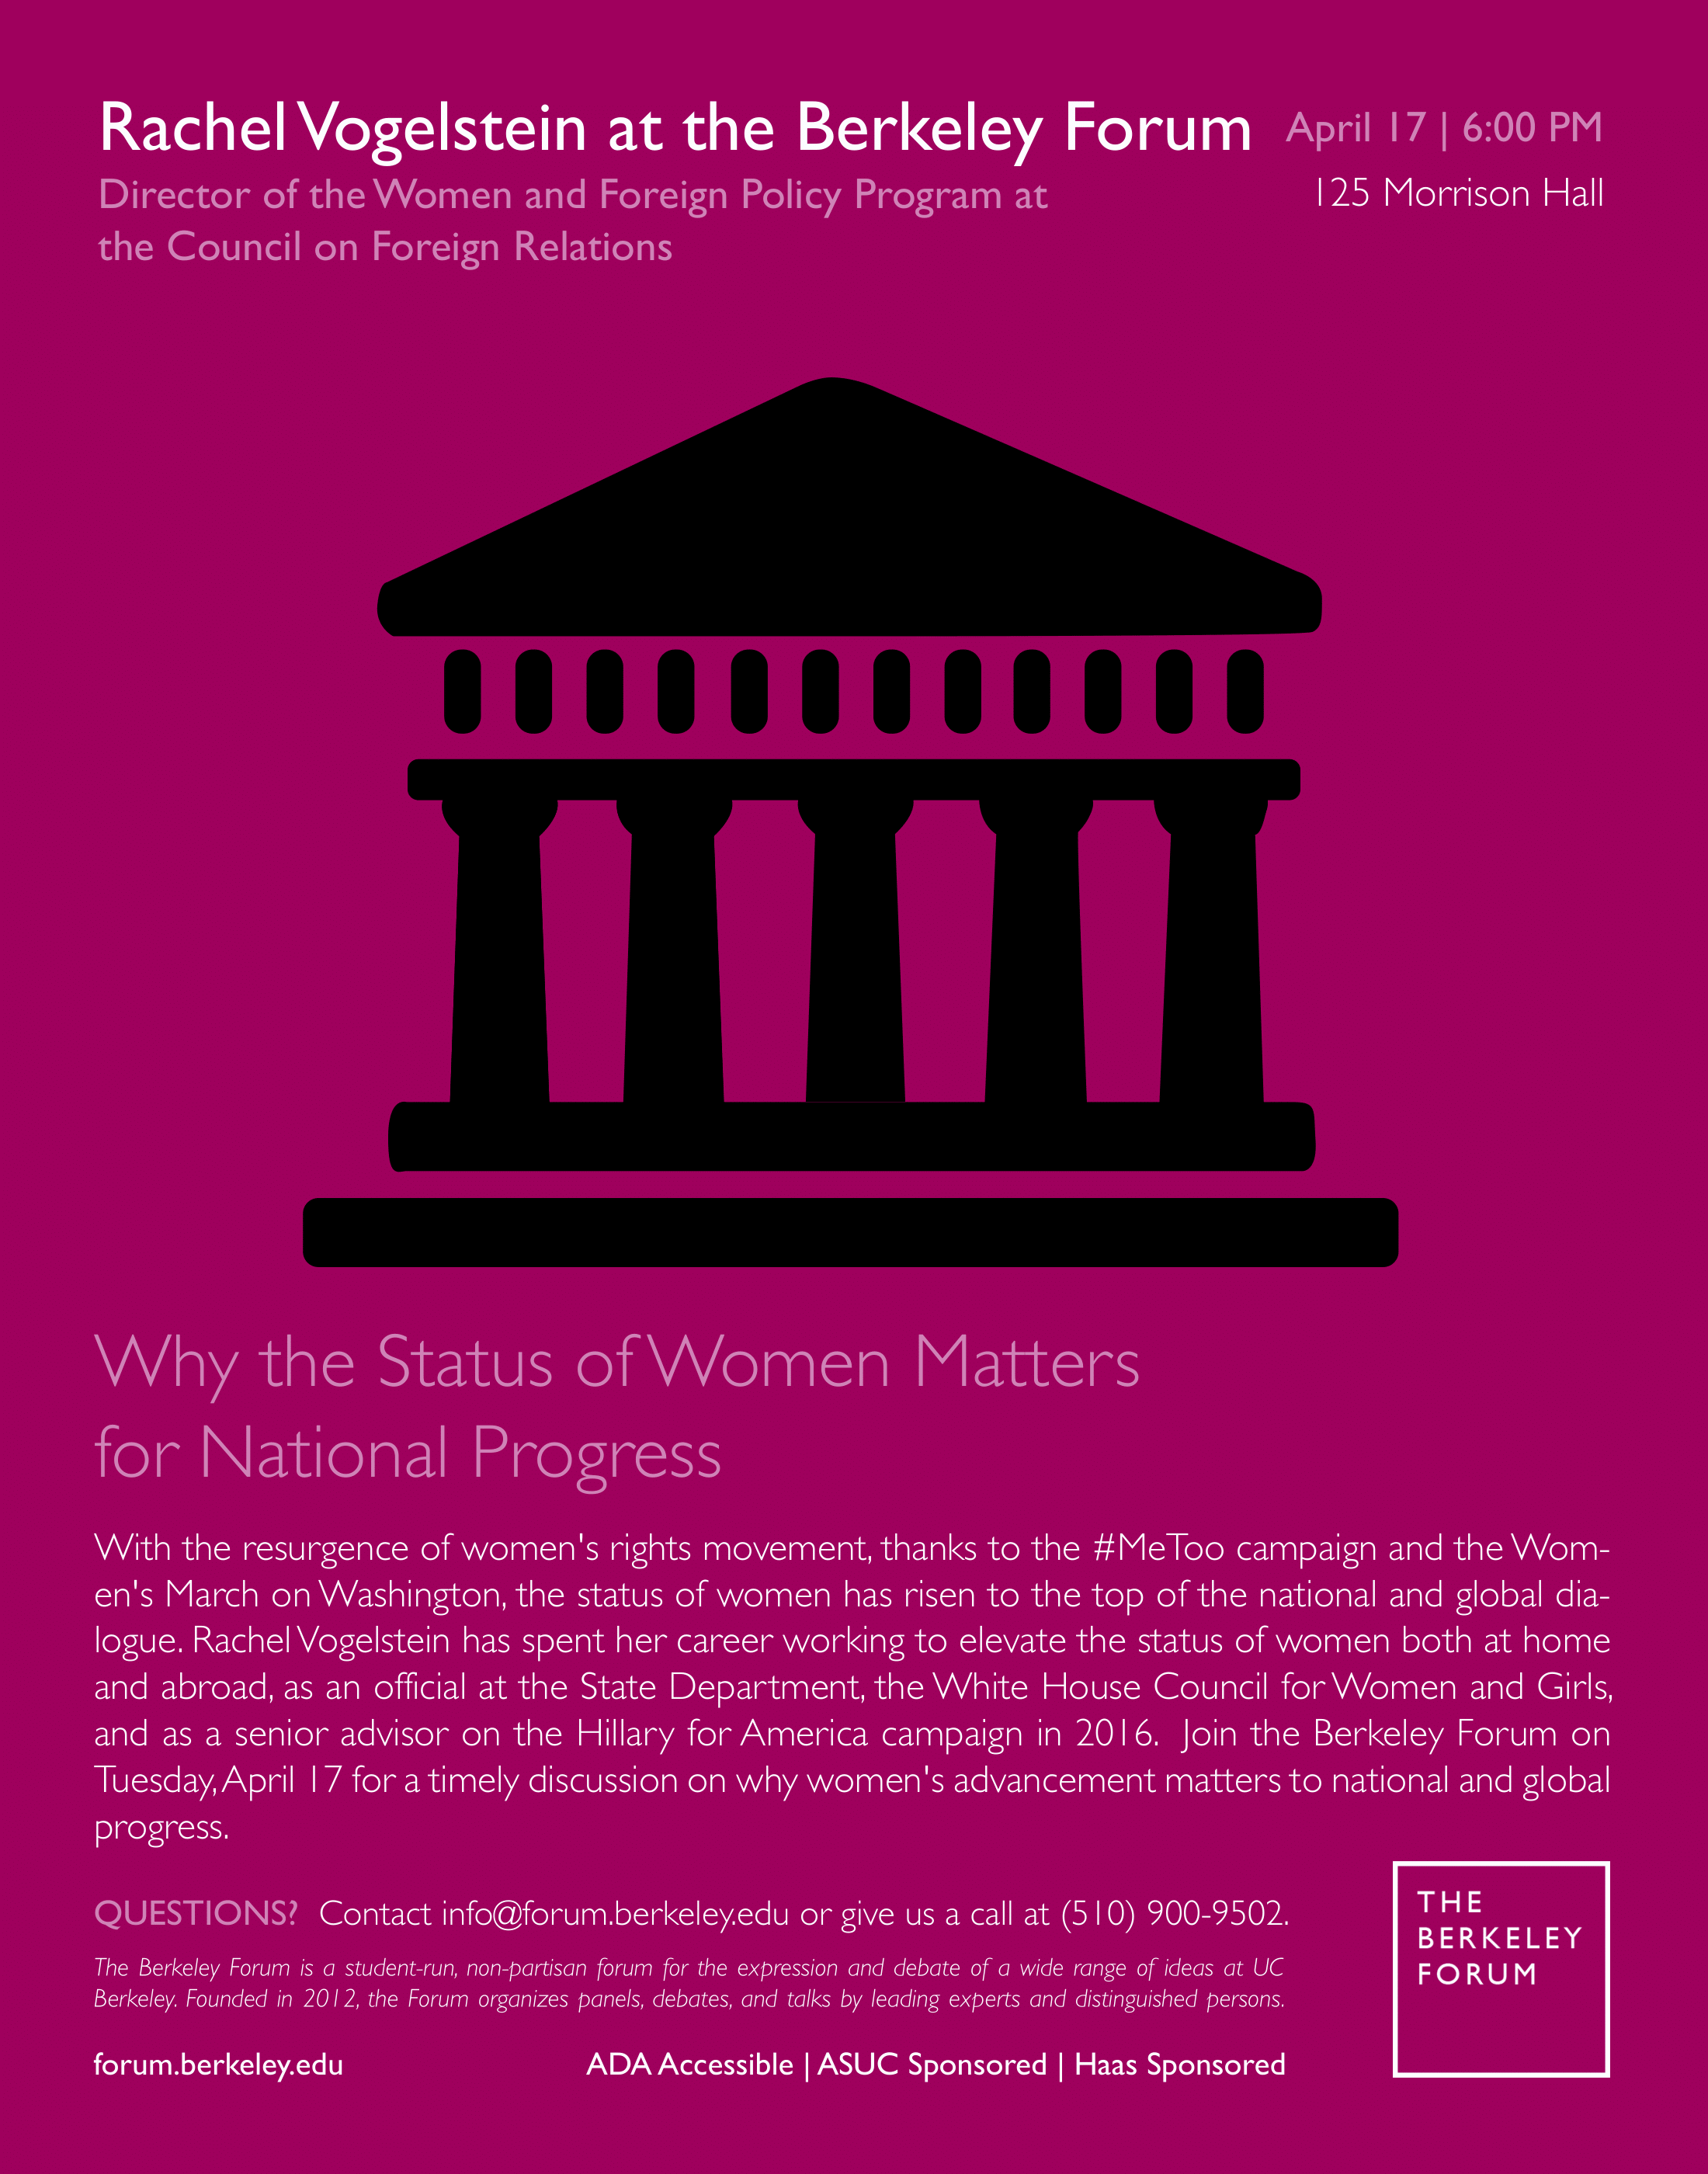 Rachel Vogelstein at the Berkeley Forum
April 17 | 6:00 PM
Director of the Women and Foreign Policy Program at
the Council on Foreign Relations
125 Morrison Hall
Why the Status of Women Matters
for National Progress
With the resurgence of women's rights movement, thanks to the #MeToo campaign and the Wom-
en's March on Washington, the status of women has risen to the top of the national and global dia-
logue. Rachel Vogelstein has spent her career working to elevate the status of women both at home
and abroad, as an official at the State Department, the White House Council for Women and Girls,
and as a senior advisor on the Hillary for America campaign in 2016. Join the Berkeley Forum on
Tuesday, April 17 for a timely discussion on why women's advancement matters to national and global
progress.
QUESTIONS? Contact info@forum.berkeley.edu or give us a call at (510) 900-9502.
The Berkeley Forum is a student-run, non-partisan forum for the expression and debate of a wide range of ideas at UC
Berkeley. Founded in 2012, the Forum organizes panels, debates, and talks by leading experts and distinguished persons.
forum.berkeley.edu
ADA Accessible | ASUC Sponsored | Haas Sponsored
THE
BERKELEY
FORUM